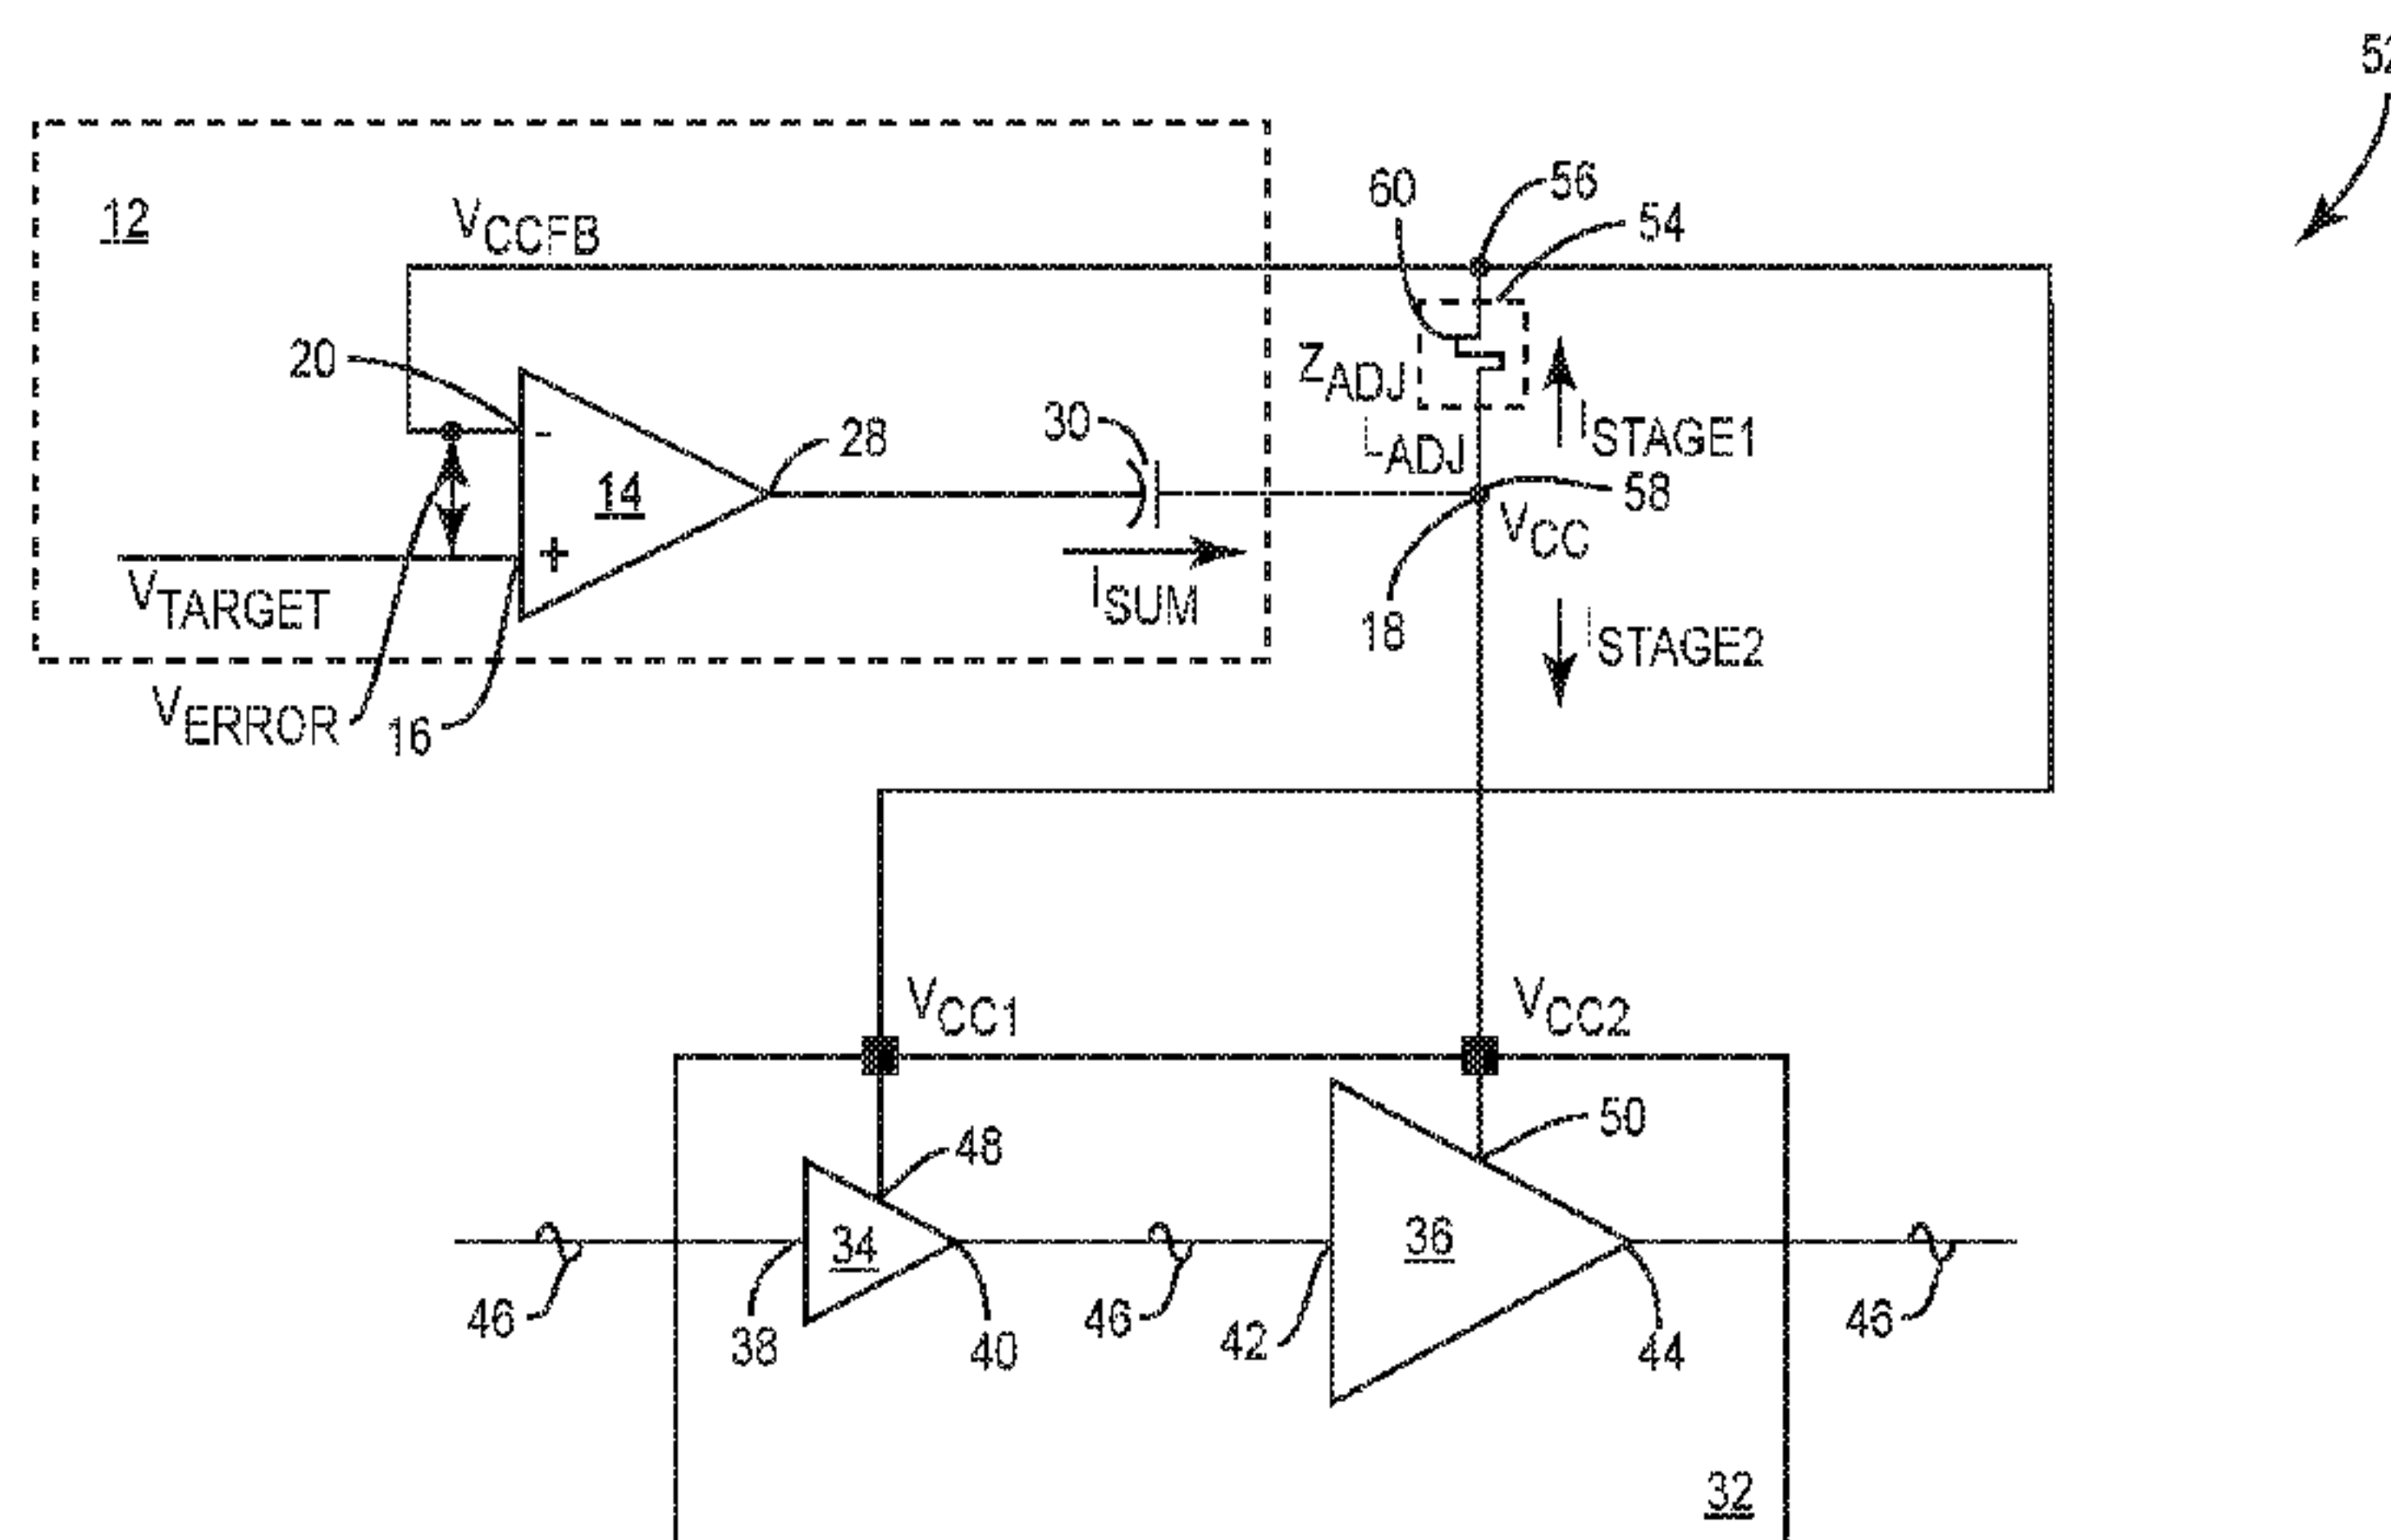 52
56
60
54
12
VCCFB
20
ZADJ
30
28
LADJ
ISTAGE1
14
58
-
+
VCC
VTARGET
ISUM
18
ISTAGE2
VERROR
16
VCC1
VCC2
48
50
34
36
46
38
40
46
42
44
46
32